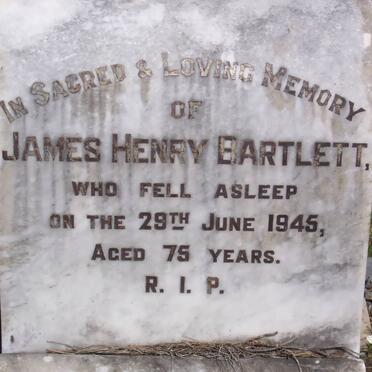 In Sacred & Loving Memory
OF
James Henry Bartlett,
WHO FELL ASLEEP
ON THE 29TH June 1945,
Aged 75 YEARS.
R. I. P.